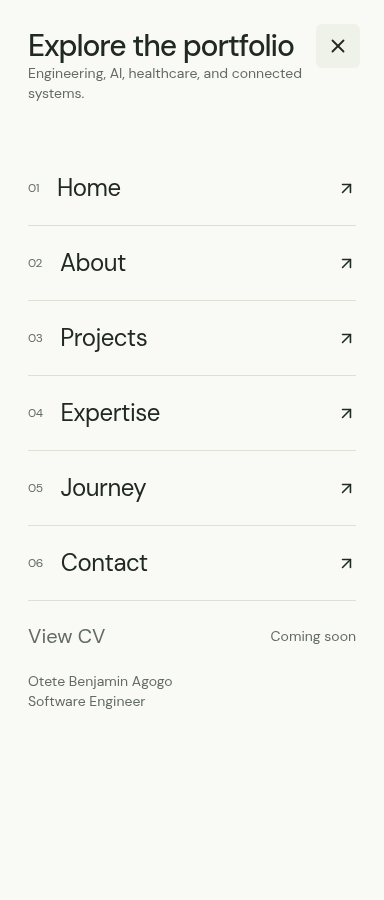 Explore the portfolio
Engineering, AI, healthcare, and connected
systems.
01 Home
02 About
03 Projects
04 Expertise
05 Journey
06 Contact
View CV Coming soon
Otete Benjamin Agogo
Software Engineer